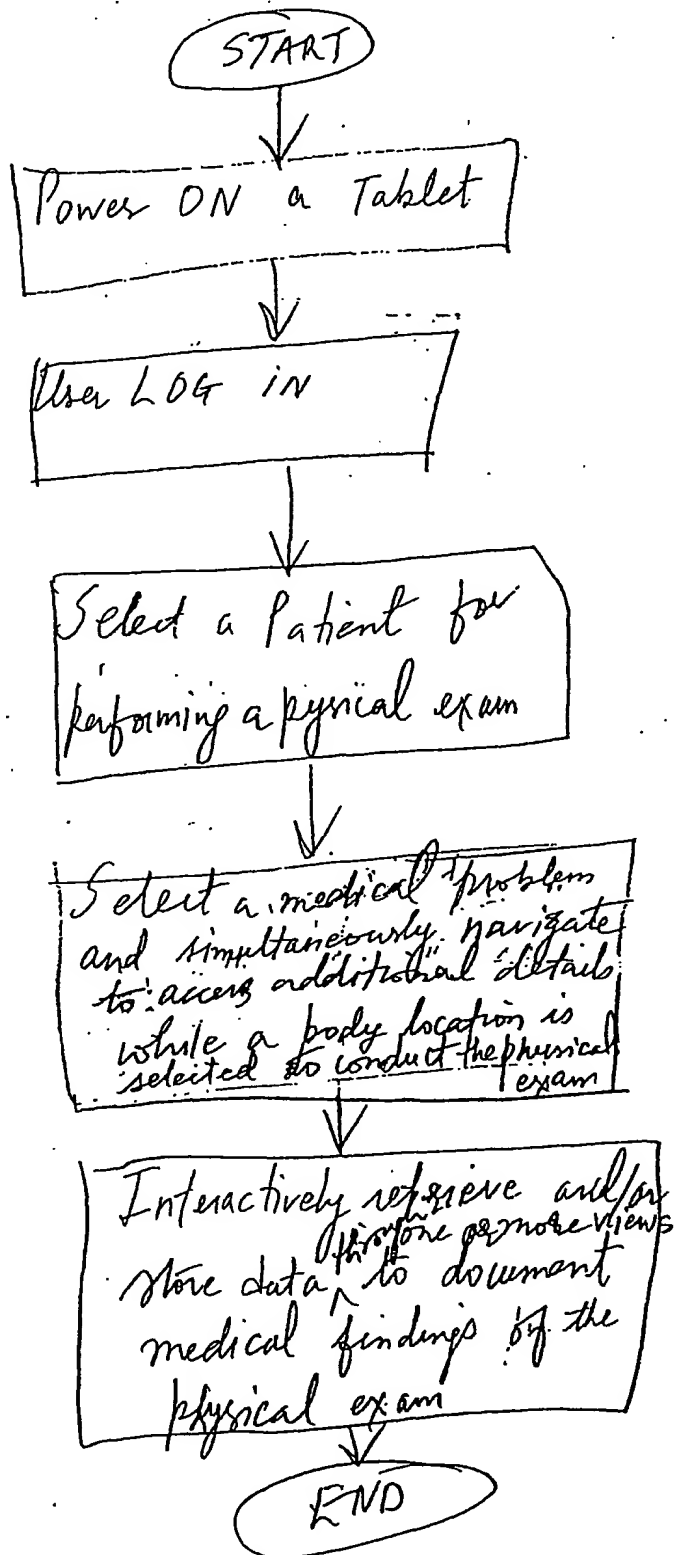 START
Power ON a Tablet
User LOG iN
Select a Patient for
performing a pysical exam
Select a medical problem
and simultaneously navigate
to access additional details
while a body location is
selected to conduct the physical
exam
Interactively retrieve and/or
through one or more views
store data ^ to document
medical findings of the
physical exam
END